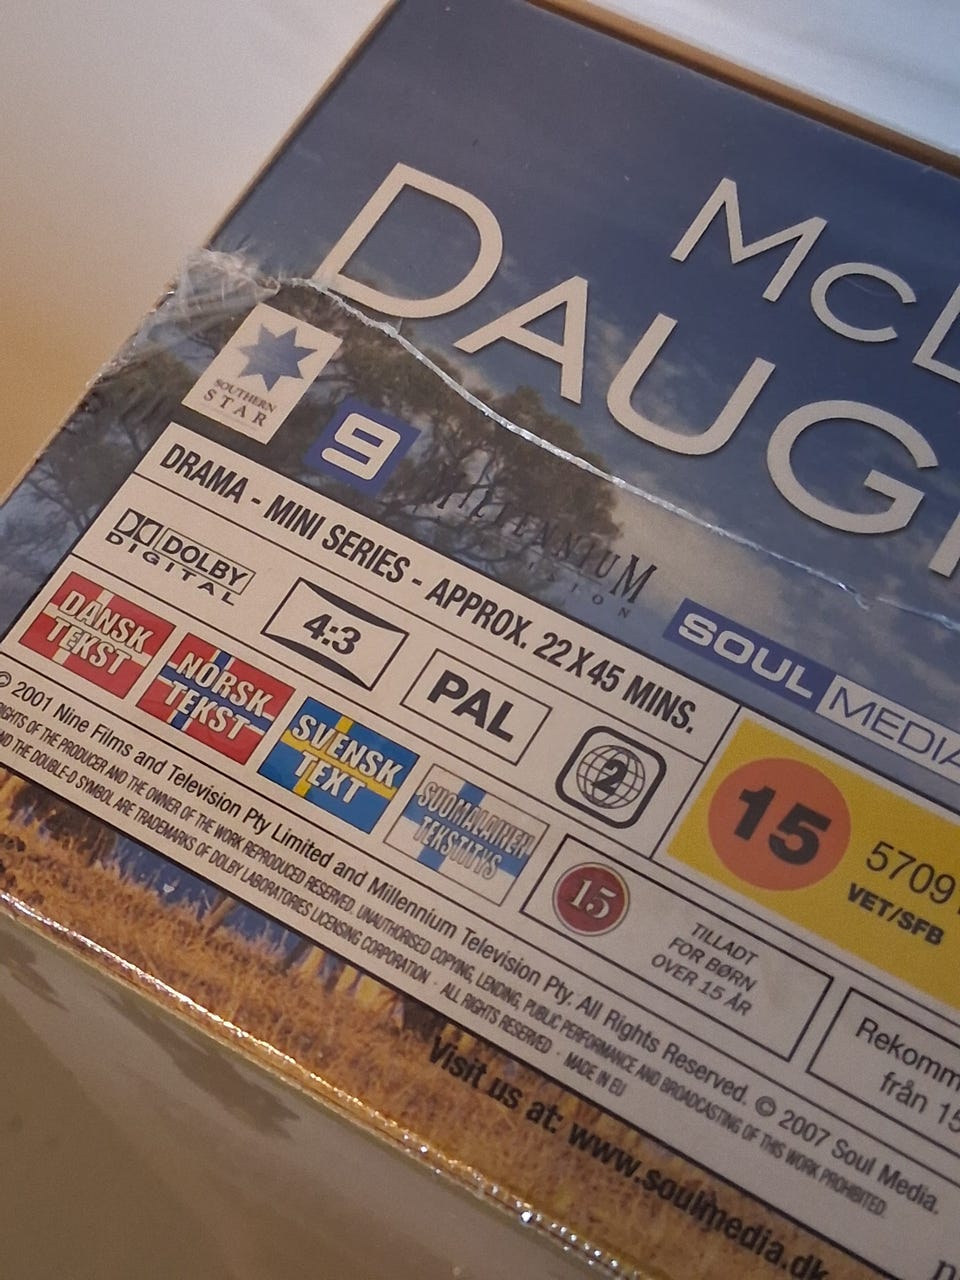 McL
DAUG
SOUTHERN
STAR
9
MILLENNIUM
SOUL MEDIA
DRAMA - MINI SERIES - APPROX. 22X45 MINS.
DOLBY
DIGITAL
4:3
PAL
2
DANSK
TEKST
NORSK
TEKST
SVENSK
TEXT
SUOMALAINEN
TEKSTITYS
15
5709
VET/SFB
15
TILLADT
FOR BØRN
OVER 15 ÅR
Rekomm
från 15
© 2001 Nine Films and Television Pty Limited and Millennium Television Pty. All Rights Reserved. © 2007 Soul Media.
RIGHTS OF THE PRODUCER AND THE OWNER OF THE WORK REPRODUCED RESERVED. UNAUTHORISED COPYING, LENDING, PUBLIC PERFORMANCE AND BROADCASTING OF THIS WORK PROHIBITED.
AND THE DOUBLE-D SYMBOL ARE TRADEMARKS OF DOLBY LABORATORIES LICENSING CORPORATION · ALL RIGHTS RESERVED · MADE IN EU
Visit us at: www.soulmedia.dk